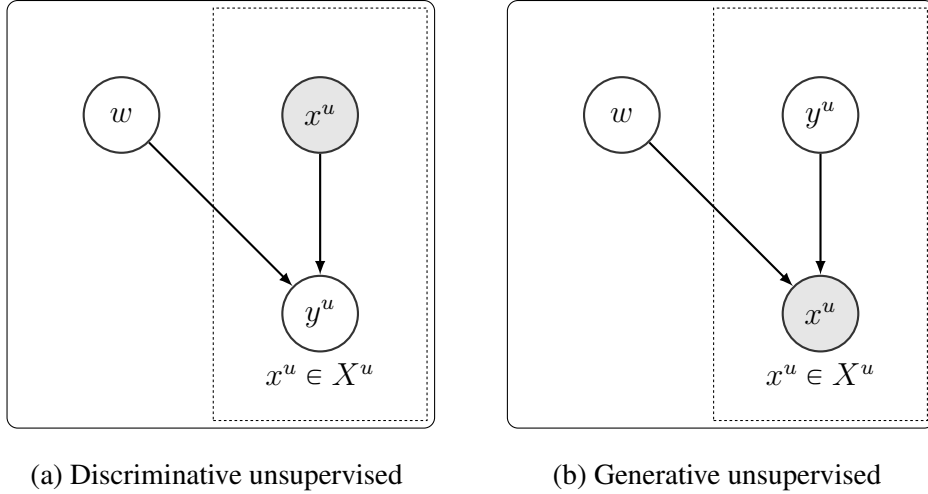 w
x^u
y^u
x^u ∈ X^u
(a) Discriminative unsupervised
w
y^u
x^u
x^u ∈ X^u
(b) Generative unsupervised